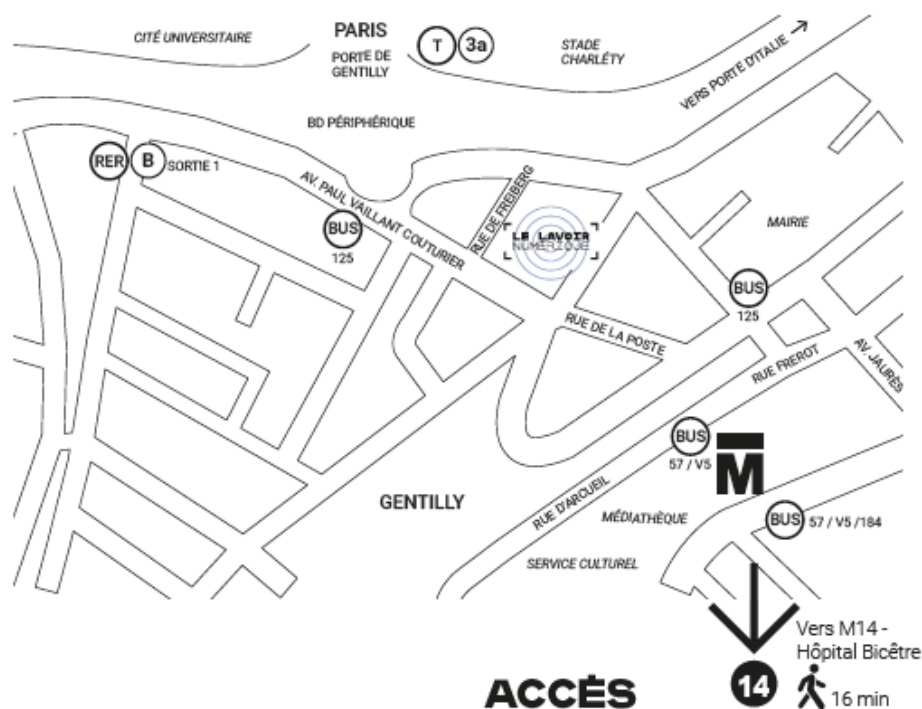 PARIS
T
3a
CITÉ UNIVERSITAIRE
PORTE DE
GENTILLY
STADE
CHARLÉTY
VERS PORTE D'ITALIE
BD PÉRIPHÉRIQUE
RER
B
SORTIE 1
AV. PAUL VAILLANT COUTURIER
RUE DE FREIBERG
BUS
125
LE LAVOIR
NUMÉRIQUE
MAIRIE
BUS
125
RUE DE LA POSTE
RUE FREROT
AV. JAURÈS
BUS
57 / V5
M
GENTILLY
RUE D'ARCUEIL
MÉDIATHÈQUE
BUS
57 / V5 /184
SERVICE CULTUREL
Vers M14 -
Hôpital Bicêtre
14
16 min
ACCÈS